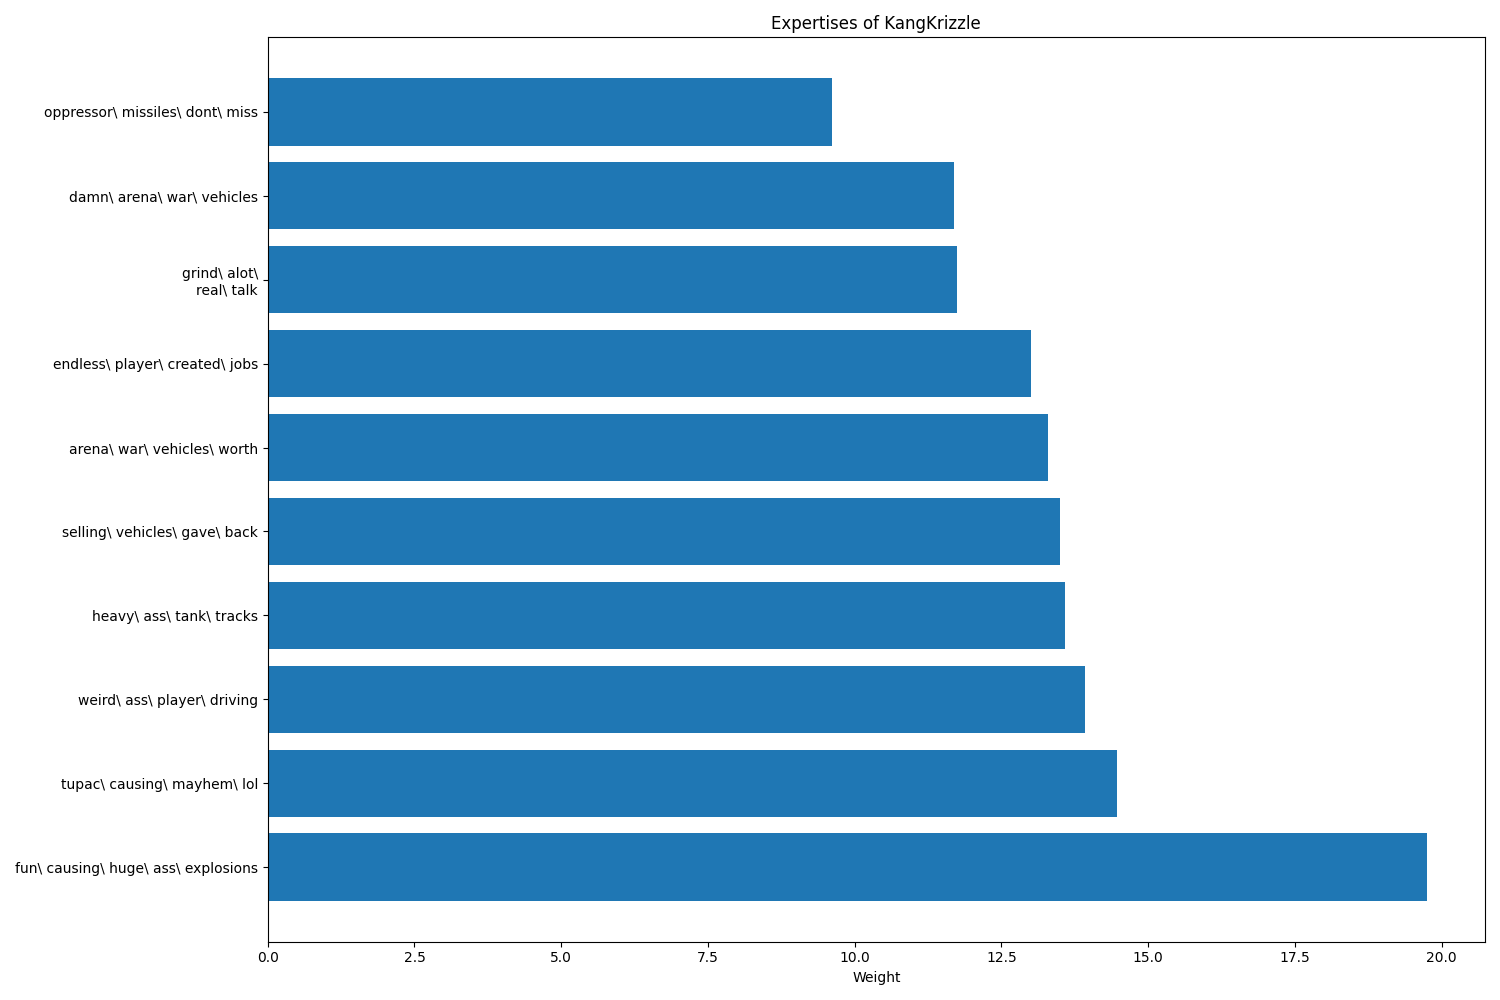 Expertises of KangKrizzle
oppressor\ missiles\ dont\ miss
damn\ arena\ war\ vehicles
grind\ alot\
real\ talk
endless\ player\ created\ jobs
arena\ war\ vehicles\ worth
selling\ vehicles\ gave\ back
heavy\ ass\ tank\ tracks
weird\ ass\ player\ driving
tupac\ causing\ mayhem\ lol
fun\ causing\ huge\ ass\ explosions
0.0 2.5 5.0 7.5 10.0 12.5 15.0 17.5 20.0
Weight